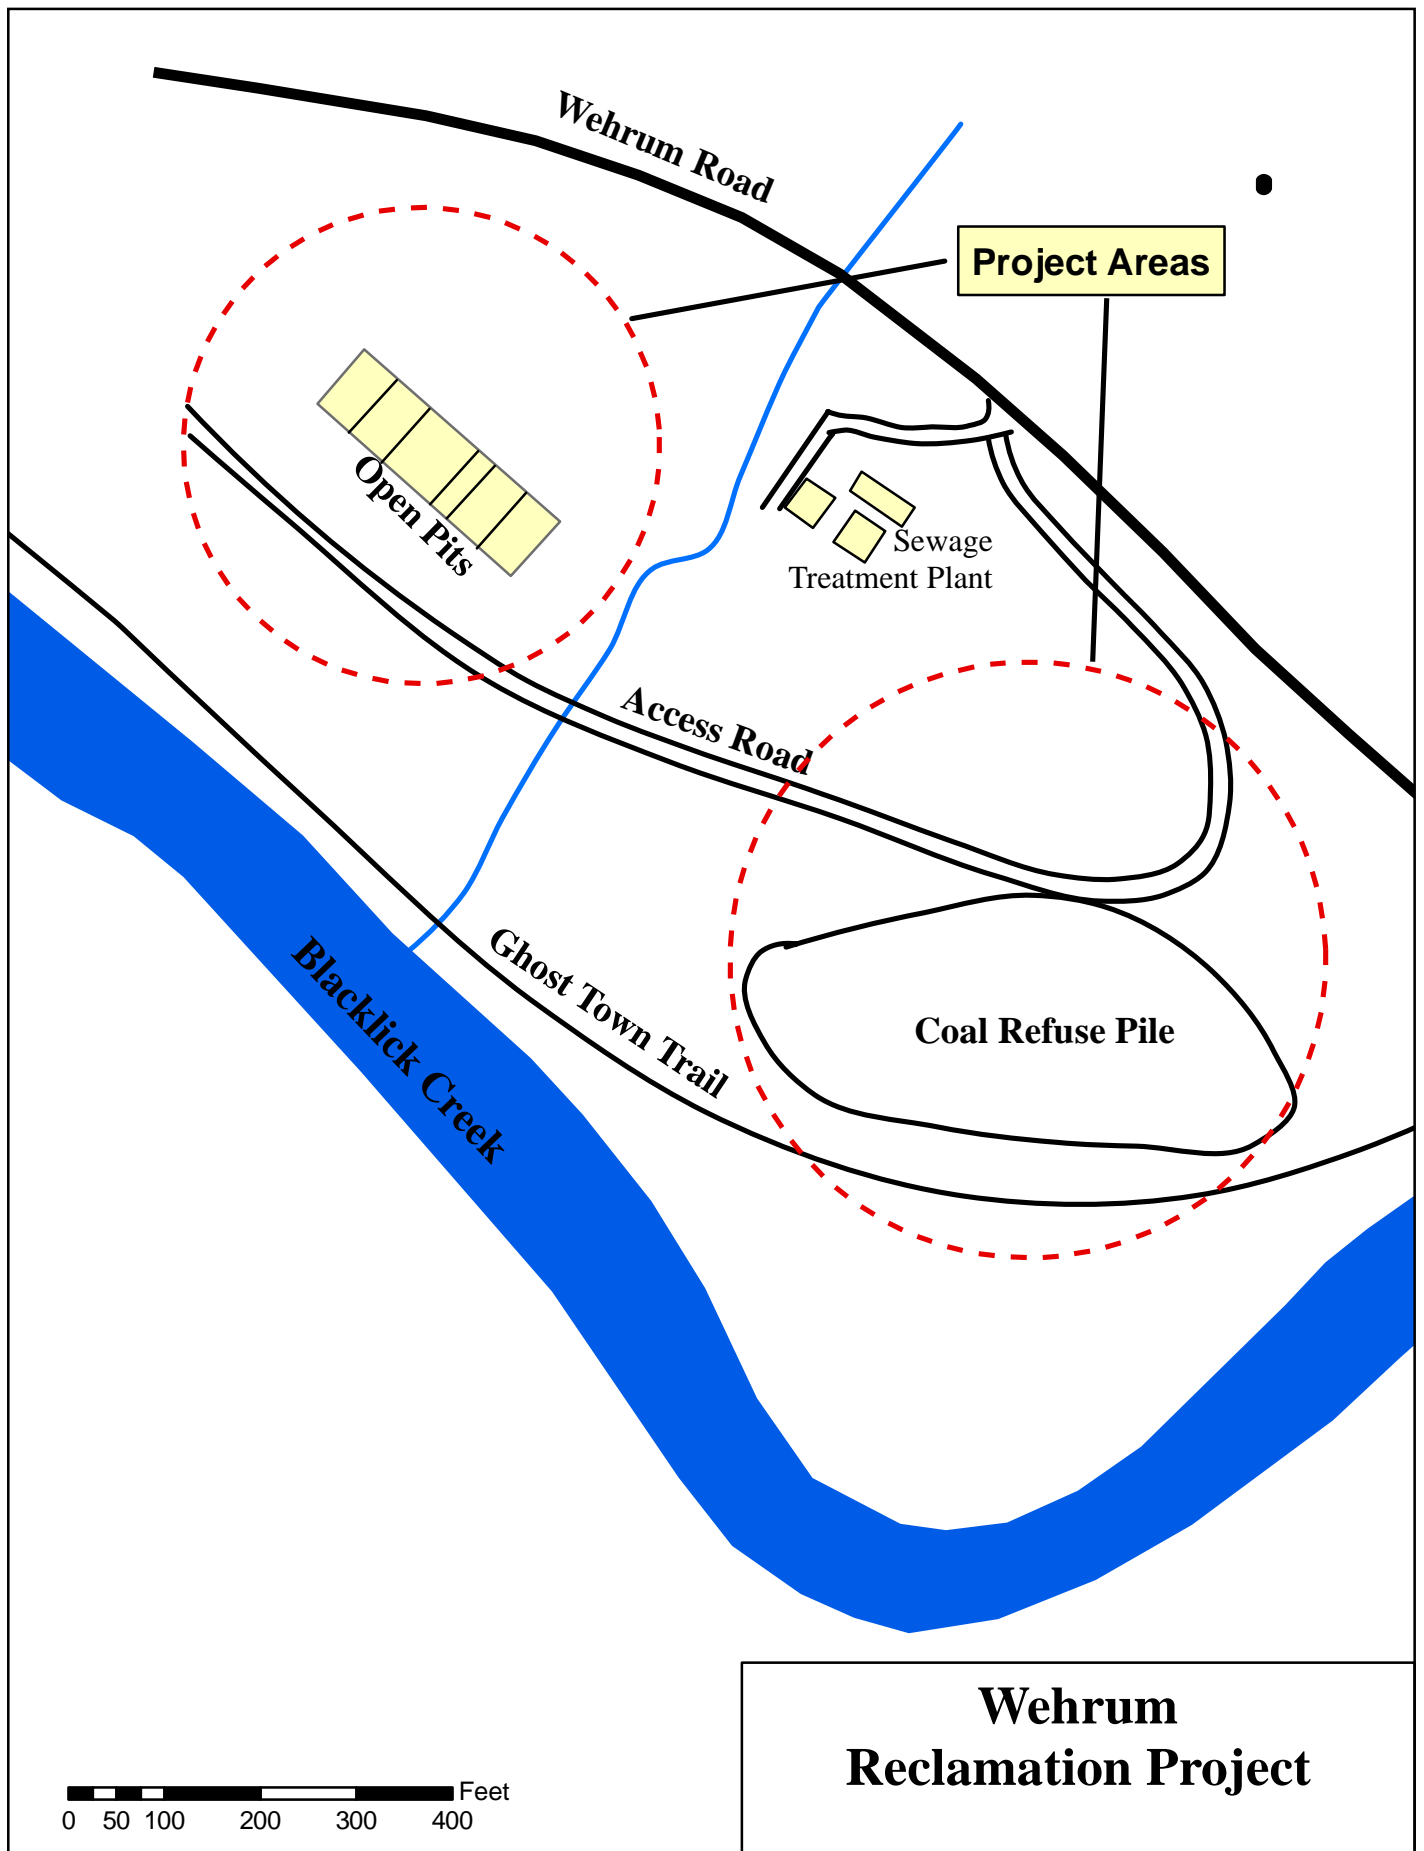 Wehrum Road
Project Areas
Open Pits
Sewage
Treatment Plant
Access Road
Ghost Town Trail
Blacklick Creek
Coal Refuse Pile
Wehrum
Reclamation Project
Feet
0 50 100 200 300 400